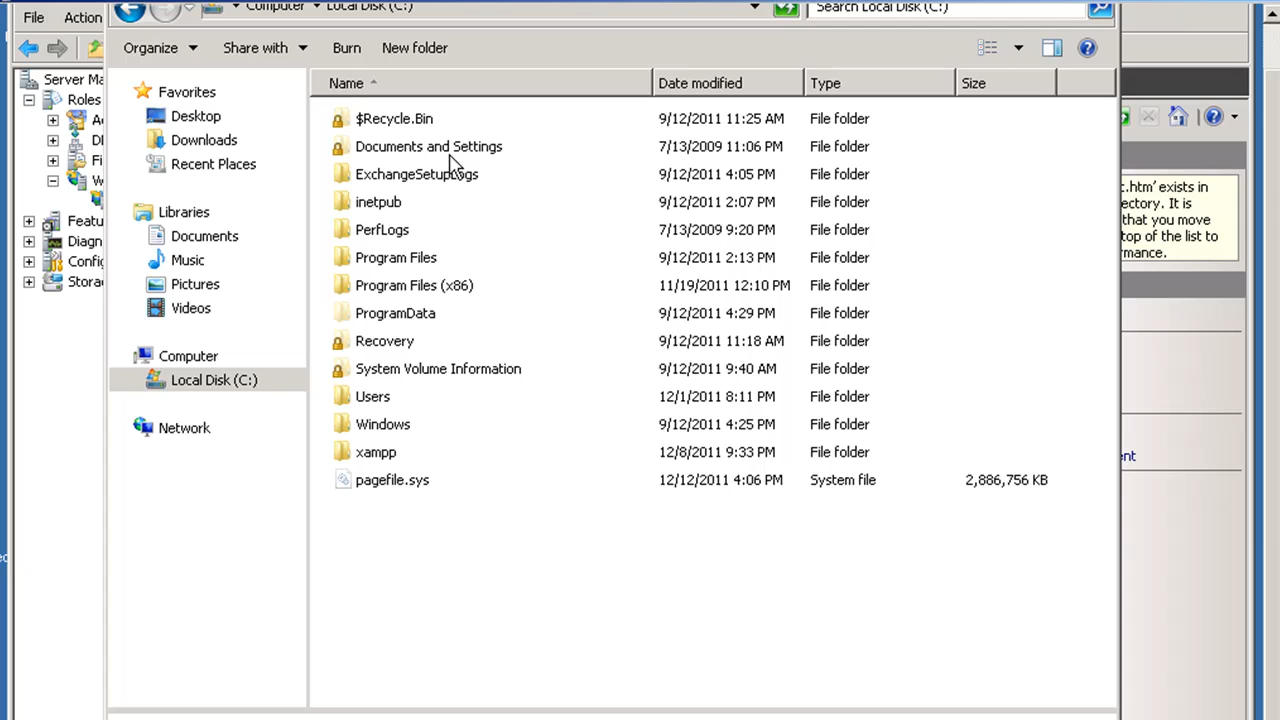 File Action
Computer Local Disk (C:) Search Local Disk (C:)
Organize Share with Burn New folder
Server Ma
Roles
Featu
Diagn
Config
Stora
Favorites
Desktop
Downloads
Recent Places
Libraries
Documents
Music
Pictures
Videos
Computer
Local Disk (C:)
Network
Name Date modified Type Size
$Recycle.Bin 9/12/2011 11:25 AM File folder
Documents and Settings 7/13/2009 11:06 PM File folder
ExchangeSetupLogs 9/12/2011 4:05 PM File folder
inetpub 9/12/2011 2:07 PM File folder
PerfLogs 7/13/2009 9:20 PM File folder
Program Files 9/12/2011 2:13 PM File folder
Program Files (x86) 11/19/2011 12:10 PM File folder
ProgramData 9/12/2011 4:29 PM File folder
Recovery 9/12/2011 11:18 AM File folder
System Volume Information 9/12/2011 9:40 AM File folder
Users 12/1/2011 8:11 PM File folder
Windows 9/12/2011 4:25 PM File folder
xampp 12/8/2011 9:33 PM File folder
pagefile.sys 12/12/2011 4:06 PM System file 2,886,756 KB
c.htm' exists in
ectory. It is
that you move
top of the list to
rmance.
ent